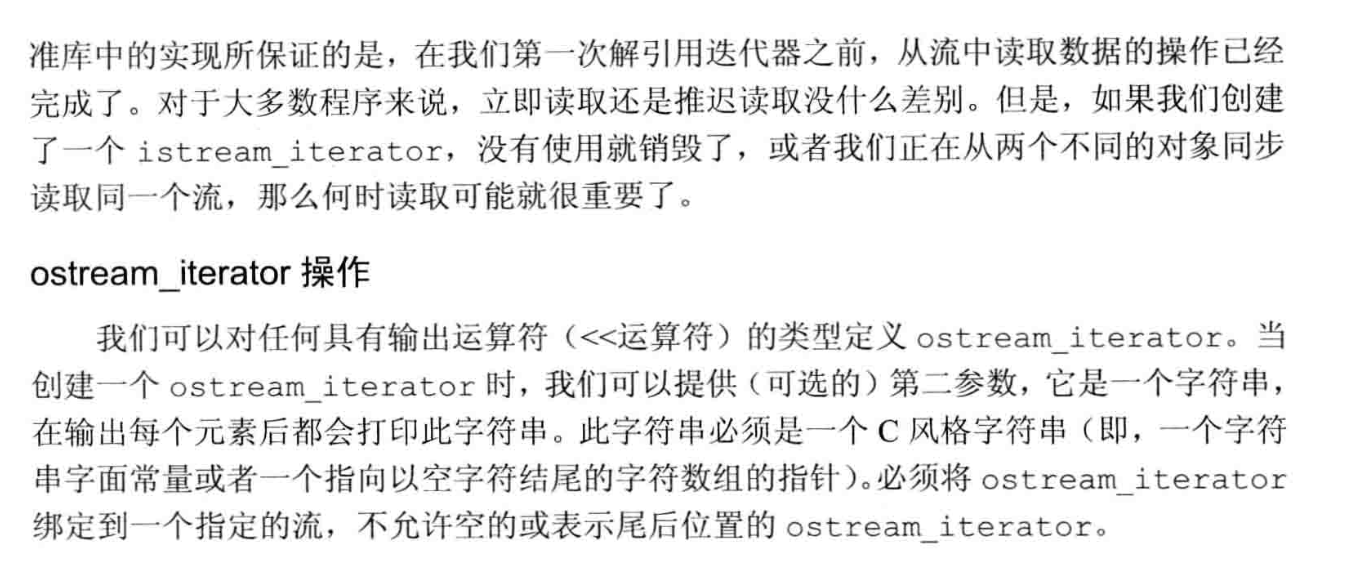 准库中的实现所保证的是，在我们第一次解引用迭代器之前，从流中读取数据的操作已经
完成了。对于大多数程序来说，立即读取还是推迟读取没什么差别。但是，如果我们创建
了一个 istream_iterator，没有使用就销毁了，或者我们正在从两个不同的对象同步
读取同一个流，那么何时读取可能就很重要了。
ostream_iterator 操作
我们可以对任何具有输出运算符（<<运算符）的类型定义 ostream_iterator。当
创建一个 ostream_iterator 时，我们可以提供（可选的）第二参数，它是一个字符串，
在输出每个元素后都会打印此字符串。此字符串必须是一个 C 风格字符串（即，一个字符
串字面常量或者一个指向以空字符结尾的字符数组的指针）。必须将 ostream_iterator
绑定到一个指定的流，不允许空的或表示尾后位置的 ostream_iterator。